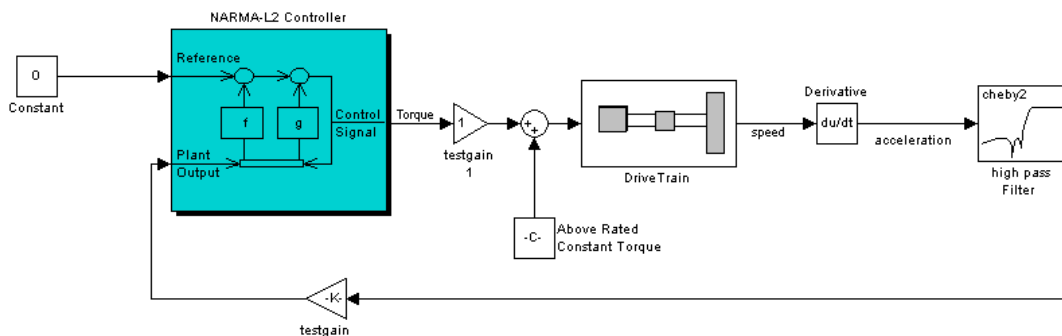 NARMA-L2 Controller
0
Constant
Reference
f
g
Control
Signal
Plant
Output
Torque
1
testgain
1
+
+
-C-
Above Rated
Constant Torque
DriveTrain
speed
Derivative
du/dt
acceleration
cheby2
high pass
Filter
-K-
testgain